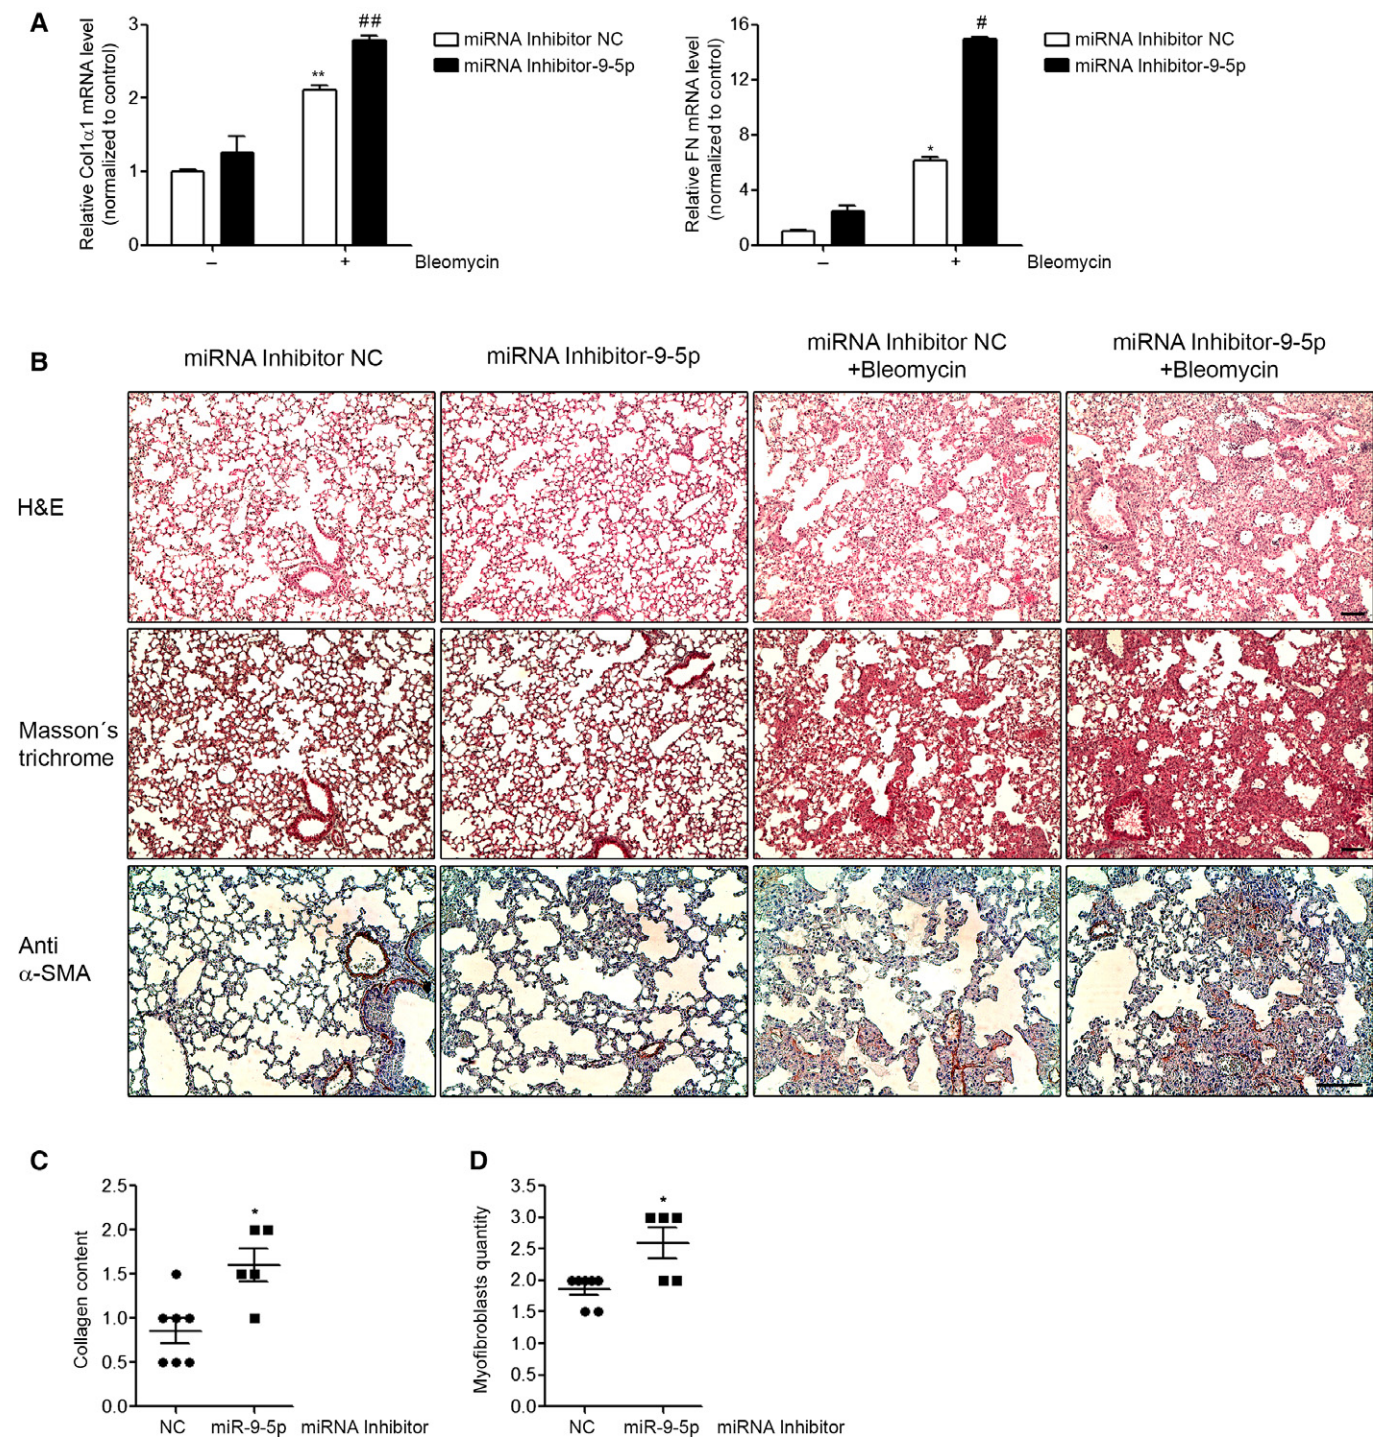 A
Relative Col1α1 mRNA level
(normalized to control)
3
2
1
0
**
##
–
+
Bleomycin
miRNA Inhibitor NC
miRNA Inhibitor-9-5p
Relative FN mRNA level
(normalized to control)
16
12
8
4
0
*
#
–
+
Bleomycin
miRNA Inhibitor NC
miRNA Inhibitor-9-5p
B
miRNA Inhibitor NC
miRNA Inhibitor-9-5p
miRNA Inhibitor NC
+Bleomycin
miRNA Inhibitor-9-5p
+Bleomycin
H&E
Masson´s
trichrome
Anti
α-SMA
C
Collagen content
2.5
2.0
1.5
1.0
0.5
0.0
*
NC
miR-9-5p
miRNA Inhibitor
D
Myofibroblasts quantity
3.5
3.0
2.5
2.0
1.5
1.0
0.5
0.0
*
NC
miR-9-5p
miRNA Inhibitor